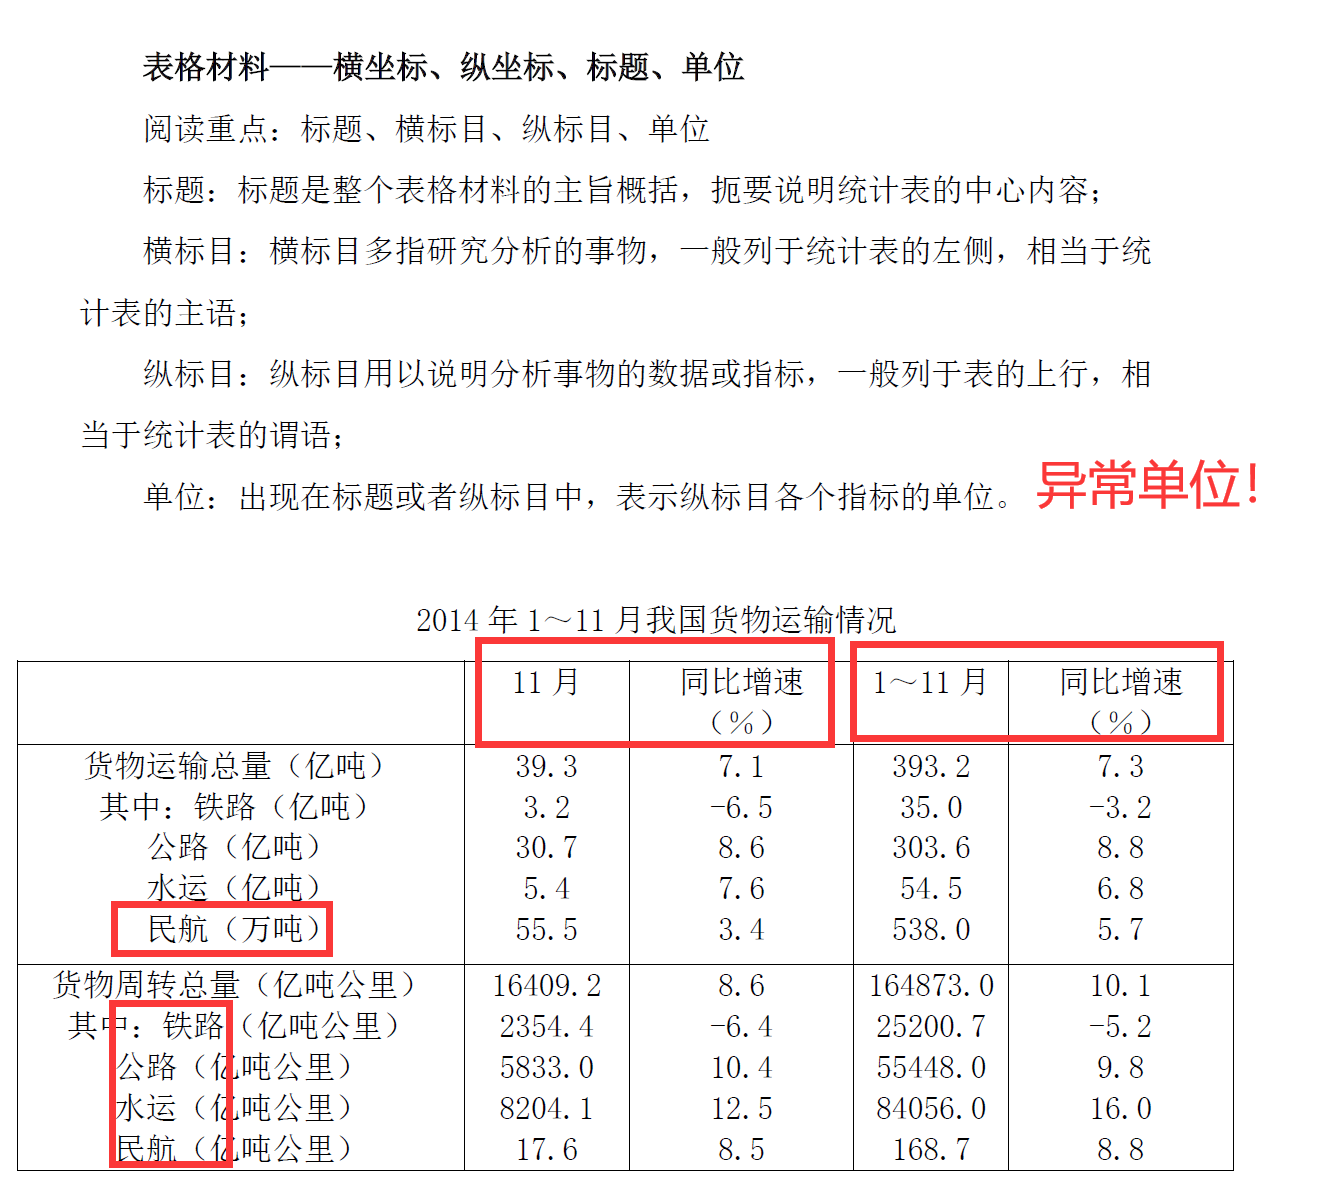 表格材料——横坐标、纵坐标、标题、单位
阅读重点：标题、横标目、纵标目、单位
标题：标题是整个表格材料的主旨概括，扼要说明统计表的中心内容；
横标目：横标目多指研究分析的事物，一般列于统计表的左侧，相当于统
计表的主语；
纵标目：纵标目用以说明分析事物的数据或指标，一般列于表的上行，相
当于统计表的谓语；
单位：出现在标题或者纵标目中，表示纵标目各个指标的单位。 异常单位！
2014 年 1～11 月我国货物运输情况
11 月 同比增速（%） 1～11 月 同比增速（%）
货物运输总量（亿吨） 39.3 7.1 393.2 7.3
其中：铁路（亿吨） 3.2 -6.5 35.0 -3.2
公路（亿吨） 30.7 8.6 303.6 8.8
水运（亿吨） 5.4 7.6 54.5 6.8
民航（万吨） 55.5 3.4 538.0 5.7
货物周转总量（亿吨公里） 16409.2 8.6 164873.0 10.1
其中：铁路（亿吨公里） 2354.4 -6.4 25200.7 -5.2
公路（亿吨公里） 5833.0 10.4 55448.0 9.8
水运（亿吨公里） 8204.1 12.5 84056.0 16.0
民航（亿吨公里） 17.6 8.5 168.7 8.8